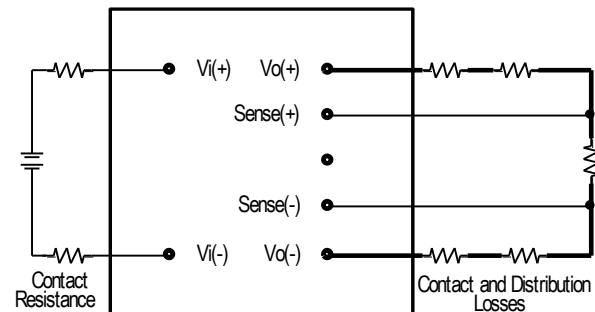 Vi(+) Vo(+)
Sense(+)
Sense(-)
Vi(-) Vo(-)
Contact
Resistance
Contact and Distribution
Losses